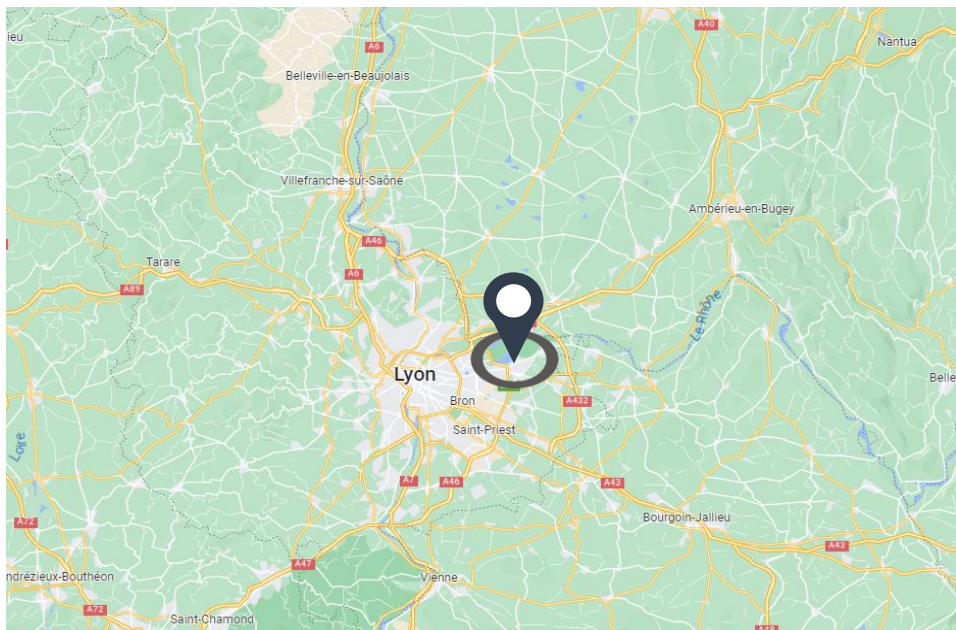 ieu
A40
Nantua
A6
Belleville-en-Beaujolais
Villefranche-sur-Saône
Ambérieu-en-Bugey
A46
Tarare
A6
A89
Le Rhône
Lyon
Belle
Bron
A432
Saint-Priest
Loire
A7
A46
A43
A72
Bourgoin-Jallieu
A43
A47
ndrézieux-Bouthéon
Vienne
A72
Saint-Chamond
A48